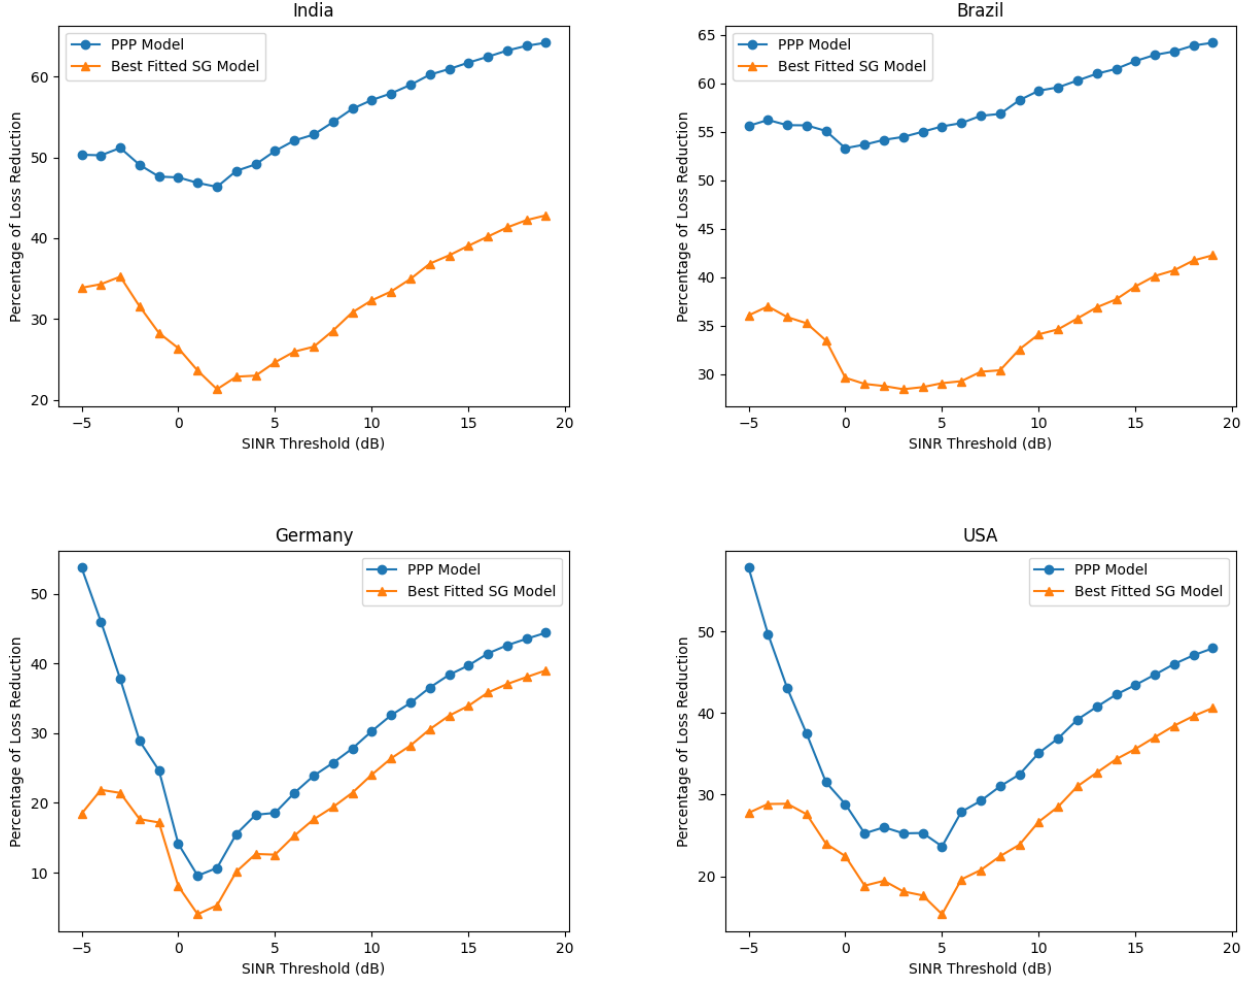 India
PPP Model
Best Fitted SG Model
Percentage of Loss Reduction
60
50
40
30
20
−5
0
5
10
15
20
SINR Threshold (dB)
Brazil
PPP Model
Best Fitted SG Model
Percentage of Loss Reduction
65
60
55
50
45
40
35
30
−5
0
5
10
15
20
SINR Threshold (dB)
Germany
PPP Model
Best Fitted SG Model
Percentage of Loss Reduction
50
40
30
20
10
−5
0
5
10
15
20
SINR Threshold (dB)
USA
PPP Model
Best Fitted SG Model
Percentage of Loss Reduction
50
40
30
20
−5
0
5
10
15
20
SINR Threshold (dB)